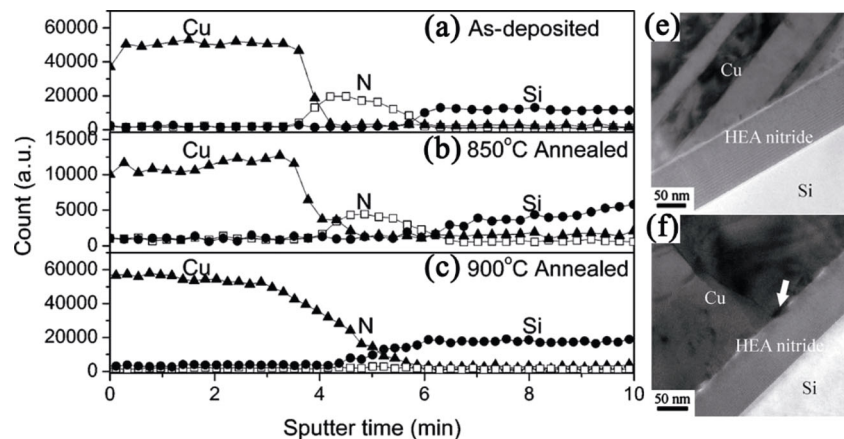 60000
40000
20000
0
Cu
N
Si
(a) As-deposited
15000
10000
5000
0
Cu
N
Si
(b) 850°C Annealed
60000
40000
20000
0
Cu
N
Si
(c) 900°C Annealed
Count (a.u.)
0 2 4 6 8 10
Sputter time (min)
(e)
Cu
HEA nitride
Si
50 nm
(f)
Cu
HEA nitride
Si
50 nm